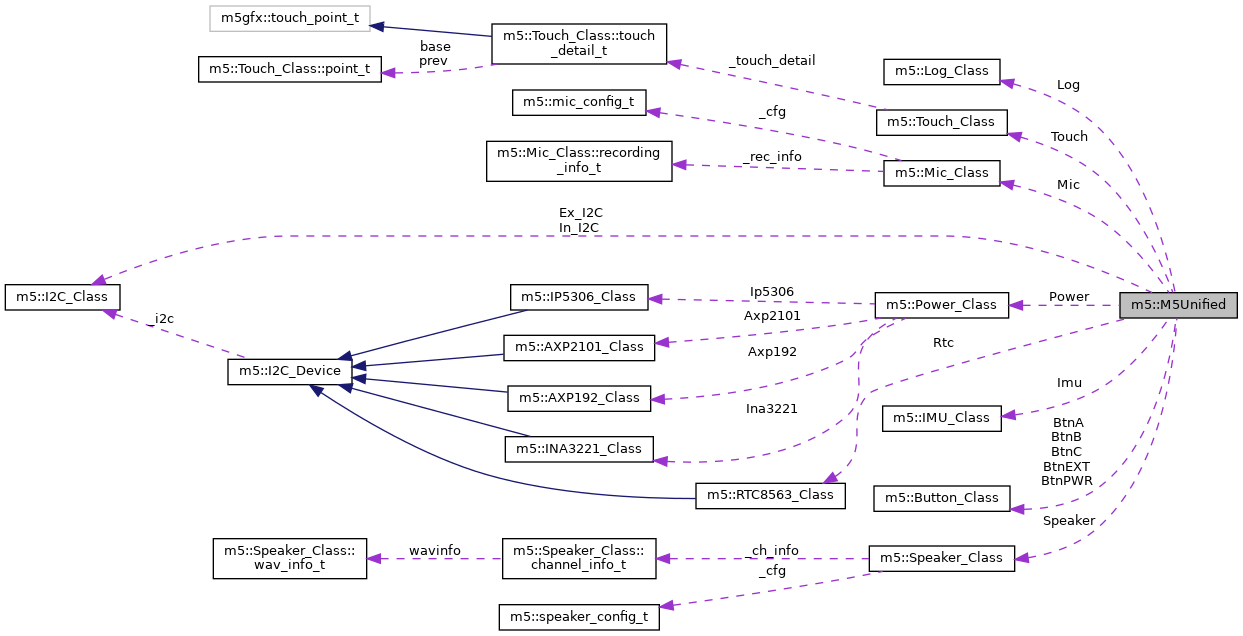 m5gfx::touch_point_t
m5::Touch_Class::touch
_detail_t
base
prev
m5::Touch_Class::point_t
_touch_detail
m5::Log_Class
Log
m5::mic_config_t
_cfg
m5::Touch_Class
Touch
m5::Mic_Class::recording
_info_t
_rec_info
m5::Mic_Class
Mic
Ex_I2C
In_I2C
m5::I2C_Class
_i2c
m5::I2C_Device
m5::IP5306_Class
Ip5306
m5::Power_Class
Power
m5::M5Unified
Axp2101
m5::AXP2101_Class
Axp192
Rtc
m5::AXP192_Class
Imu
Ina3221
m5::IMU_Class
m5::INA3221_Class
BtnA
BtnB
BtnC
BtnEXT
BtnPWR
m5::RTC8563_Class
m5::Button_Class
Speaker
m5::Speaker_Class::
wav_info_t
wavinfo
m5::Speaker_Class::
channel_info_t
_ch_info
m5::Speaker_Class
_cfg
m5::speaker_config_t